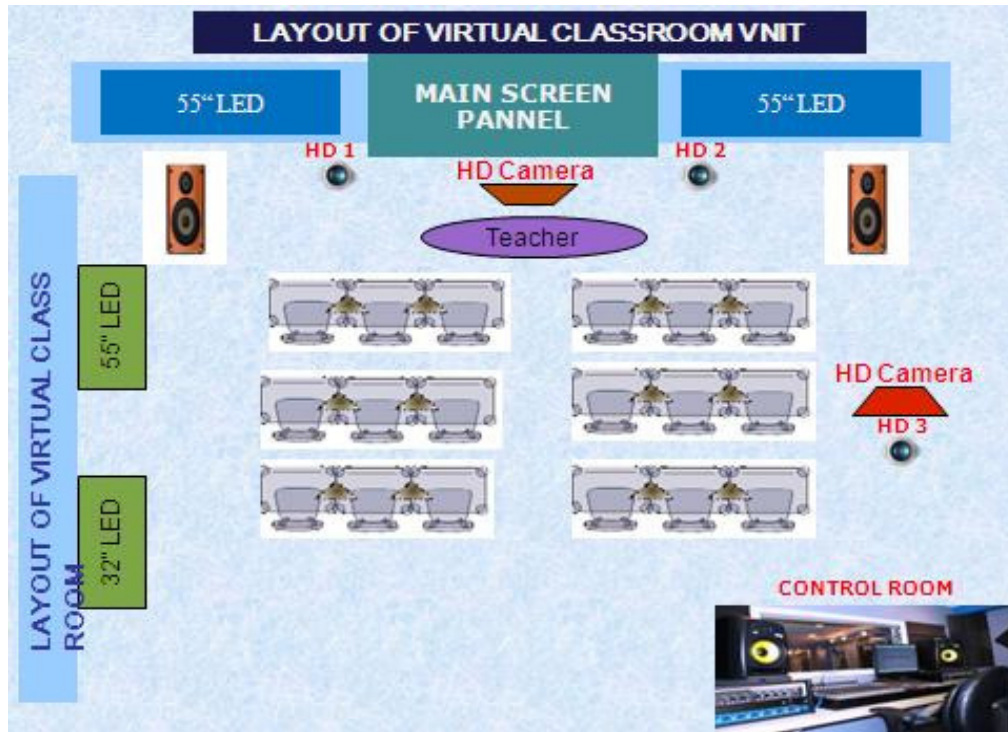 LAYOUT OF VIRTUAL CLASSROOM VNIT
55“ LED
MAIN SCREEN
PANNEL
55“ LED
HD 1
HD 2
HD Camera
Teacher
LAYOUT OF VIRTUAL CLASS
ROOM
55" LED
HD Camera
HD 3
32" LED
CONTROL ROOM